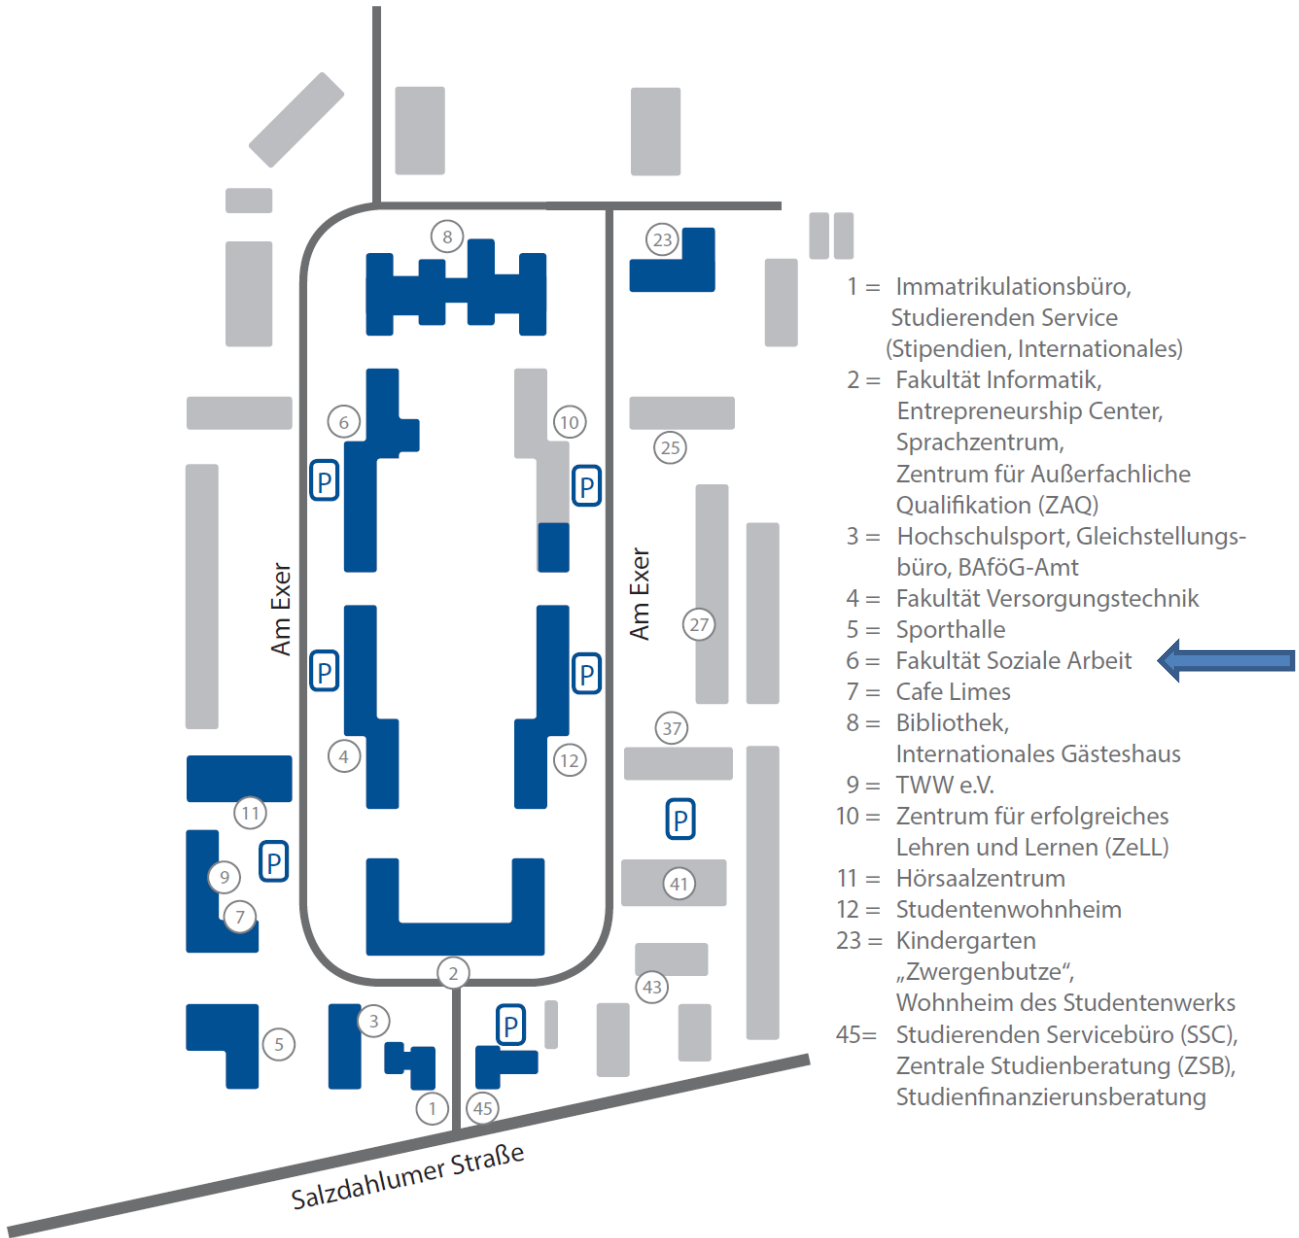 8
23
6
10
25
P
P
Am Exer
Am Exer
27
P
P
37
4
12
11
P
P
9
41
7
2
43
3
P
5
1
45
Salzdahlumer Straße
1 = Immatrikulationsbüro,
Studierenden Service
(Stipendien, Internationales)
2 = Fakultät Informatik,
Entrepreneurship Center,
Sprachzentrum,
Zentrum für Außerfachliche
Qualifikation (ZAQ)
3 = Hochschulsport, Gleichstellungs-
büro, BAföG-Amt
4 = Fakultät Versorgungstechnik
5 = Sporthalle
6 = Fakultät Soziale Arbeit
7 = Cafe Limes
8 = Bibliothek,
Internationales Gästeshaus
9 = TWW e.V.
10 = Zentrum für erfolgreiches
Lehren und Lernen (ZeLL)
11 = Hörsaalzentrum
12 = Studentenwohnheim
23 = Kindergarten
„Zwergenbutze“,
Wohnheim des Studentenwerks
45= Studierenden Servicebüro (SSC),
Zentrale Studienberatung (ZSB),
Studienfinanzierunsberatung